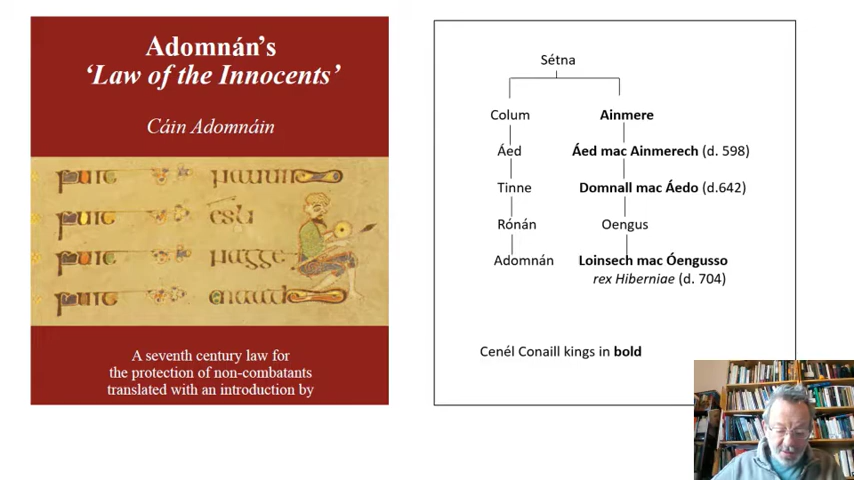 Adomnán's
‘Law of the Innocents’
Cáin Adomnáin
A seventh century law for
the protection of non-combatants
translated with an introduction by
Sétna
Colum Ainmere
Áed Áed mac Ainmerech (d. 598)
Tinne Domnall mac Áedo (d.642)
Rónán Oengus
Adomnán Loinsech mac Óengusso
rex Hiberniae (d. 704)
Cenél Conaill kings in bold